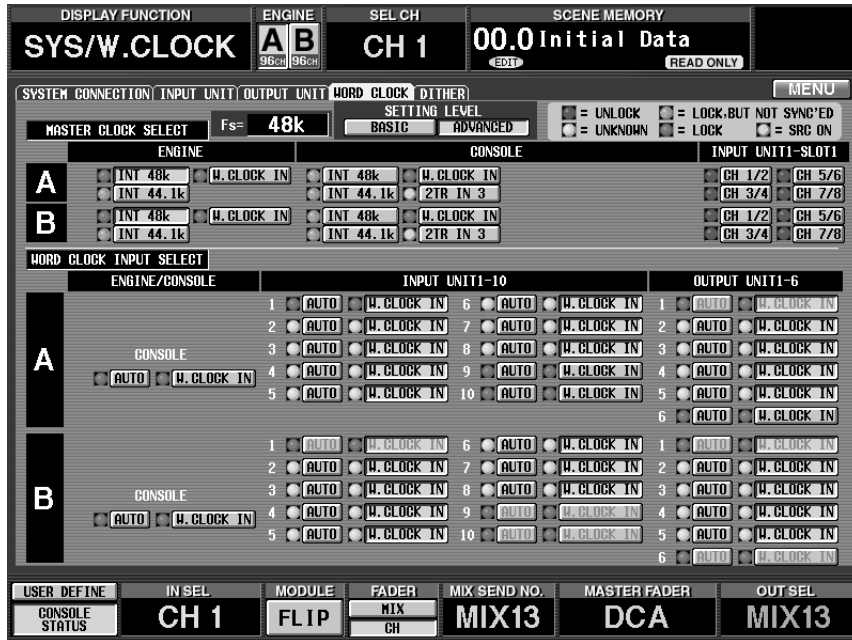 DISPLAY FUNCTION ENGINE SEL CH SCENE MEMORY
SYS/W.CLOCK A B CH 1 00.0 Initial Data
96CH 96CH EDIT READ ONLY
SYSTEM CONNECTION INPUT UNIT OUTPUT UNIT WORD CLOCK DITHER MENU
MASTER CLOCK SELECT Fs= 48k SETTING LEVEL BASIC ADVANCED
= UNLOCK = LOCK,BUT NOT SYNC'ED
= UNKNOWN = LOCK = SRC ON
ENGINE CONSOLE INPUT UNIT1-SLOT1
A INT 48k W.CLOCK IN INT 48k W.CLOCK IN CH 1/2 CH 5/6
INT 44.1k INT 44.1k 2TR IN 3 CH 3/4 CH 7/8
B INT 48k W.CLOCK IN INT 48k W.CLOCK IN CH 1/2 CH 5/6
INT 44.1k INT 44.1k 2TR IN 3 CH 3/4 CH 7/8
WORD CLOCK INPUT SELECT
ENGINE/CONSOLE INPUT UNIT1-10 OUTPUT UNIT1-6
A
CONSOLE
AUTO W.CLOCK IN
1 AUTO W.CLOCK IN 6 AUTO W.CLOCK IN 1 AUTO W.CLOCK IN
2 AUTO W.CLOCK IN 7 AUTO W.CLOCK IN 2 AUTO W.CLOCK IN
3 AUTO W.CLOCK IN 8 AUTO W.CLOCK IN 3 AUTO W.CLOCK IN
4 AUTO W.CLOCK IN 9 AUTO W.CLOCK IN 4 AUTO W.CLOCK IN
5 AUTO W.CLOCK IN 10 AUTO W.CLOCK IN 5 AUTO W.CLOCK IN
6 AUTO W.CLOCK IN
B
CONSOLE
AUTO W.CLOCK IN
1 AUTO W.CLOCK IN 6 AUTO W.CLOCK IN 1 AUTO W.CLOCK IN
2 AUTO W.CLOCK IN 7 AUTO W.CLOCK IN 2 AUTO W.CLOCK IN
3 AUTO W.CLOCK IN 8 AUTO W.CLOCK IN 3 AUTO W.CLOCK IN
4 AUTO W.CLOCK IN 9 AUTO W.CLOCK IN 4 AUTO W.CLOCK IN
5 AUTO W.CLOCK IN 10 AUTO W.CLOCK IN 5 AUTO W.CLOCK IN
6 AUTO W.CLOCK IN
USER DEFINE IN SEL MODULE FADER MIX SEND NO. MASTER FADER OUT SEL
CONSOLE STATUS CH 1 FLIP MIX CH MIX13 DCA MIX13